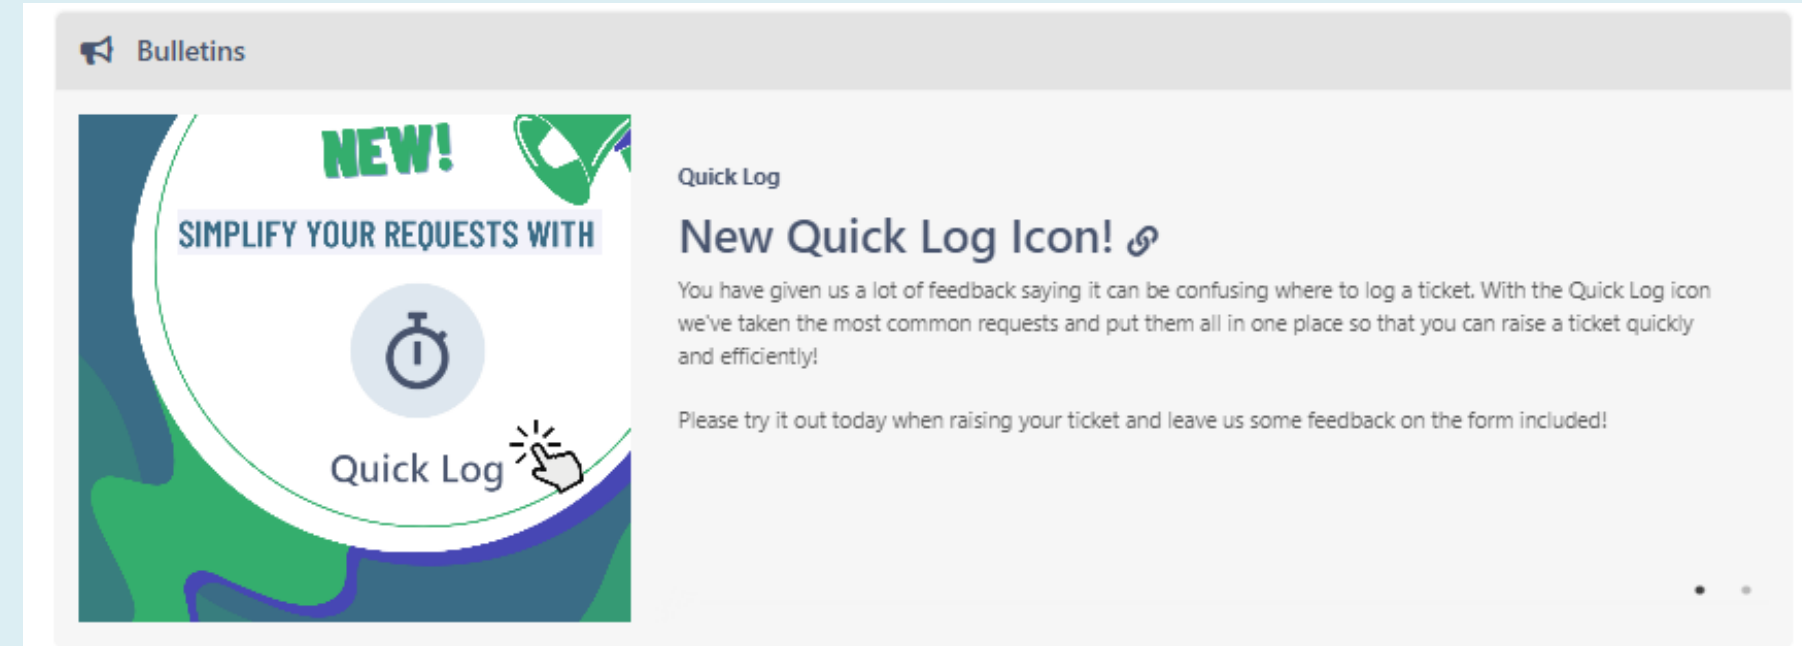 Bulletins
NEW!
SIMPLIFY YOUR REQUESTS WITH
Quick Log
Quick Log
New Quick Log Icon!
You have given us a lot of feedback saying it can be confusing where to log a ticket. With the Quick Log icon
we've taken the most common requests and put them all in one place so that you can raise a ticket quickly
and efficiently!
Please try it out today when raising your ticket and leave us some feedback on the form included!